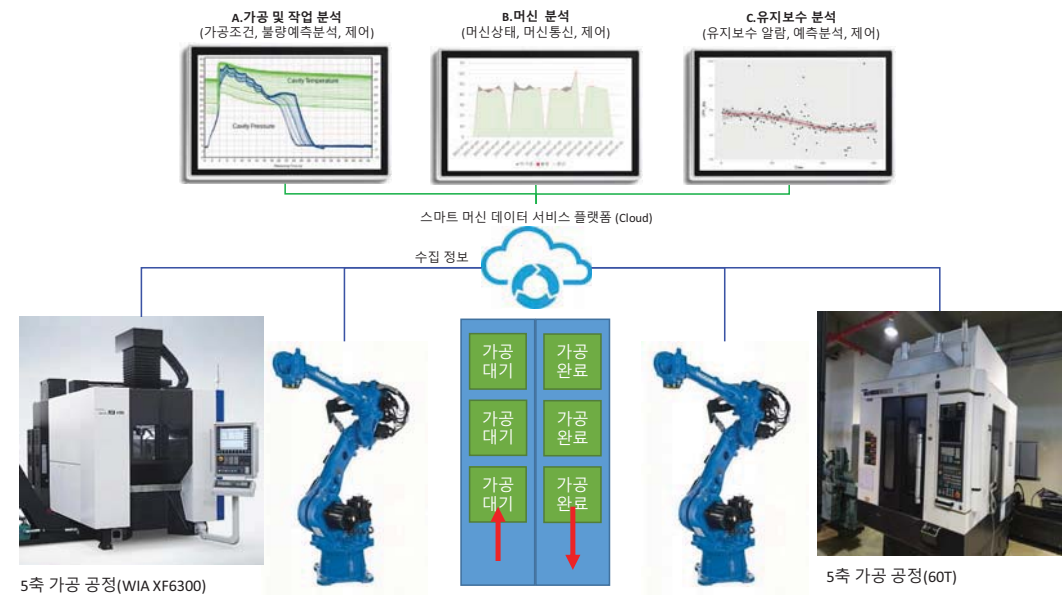 A.가공 및 작업 분석
(가공조건, 불량예측분석, 제어)
B.머신 분석
(머신상태, 머신통신, 제어)
C.유지보수 분석
(유지보수 알람, 예측분석, 제어)
Cavity Temperature
Cavity Pressure
스마트 머신 데이터 서비스 플랫폼 (Cloud)
수집 정보
가공
대기
가공
완료
가공
대기
가공
완료
가공
대기
가공
완료
5축 가공 공정(WIA XF6300)
5축 가공 공정(60T)